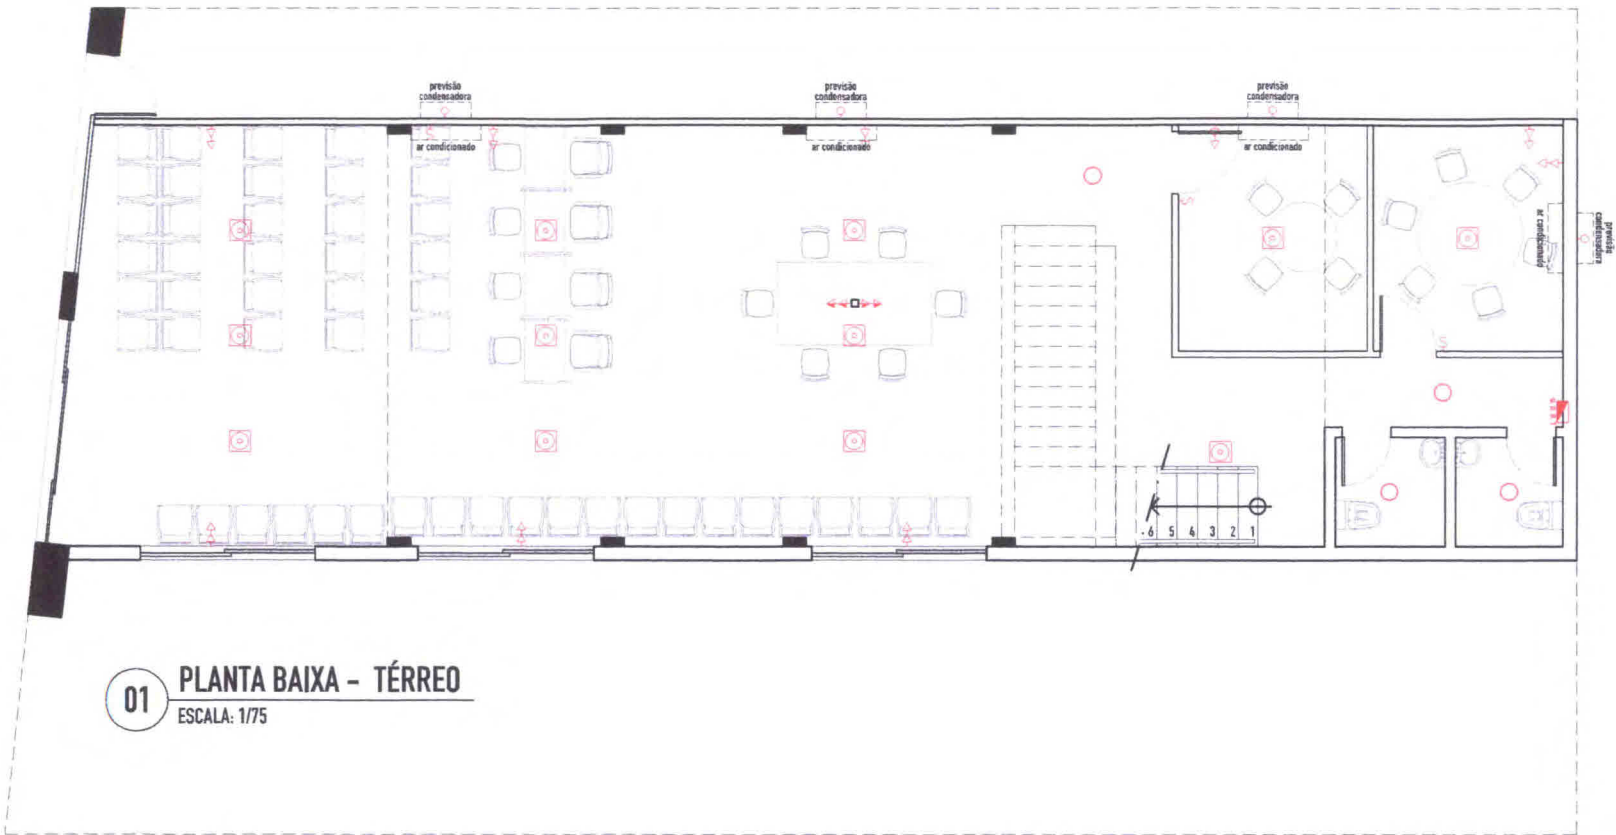 previsão
condensadora
previsão
condensadora
previsão
condensadora
ar condicionado
ar condicionado
ar condicionado
previsão
condensadora
ar condicionado
S
S
S
6 5 4 3 2 1
01
PLANTA BAIXA - TÉRREO
ESCALA: 1/75